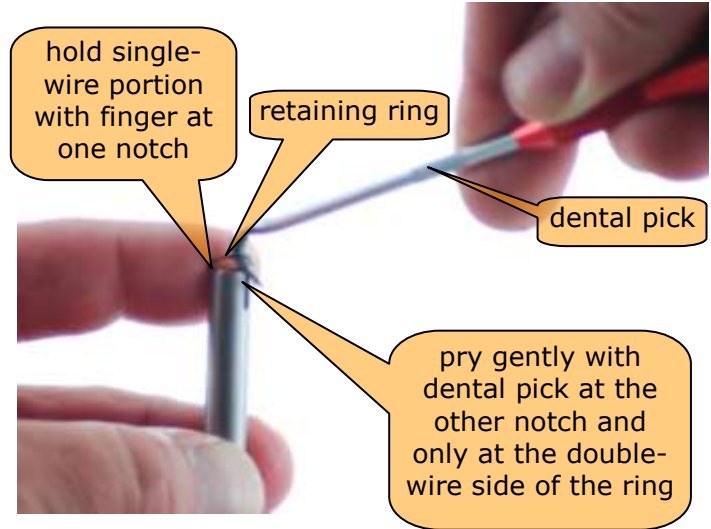 hold single-
wire portion
with finger at
one notch
retaining ring
dental pick
pry gently with
dental pick at the
other notch and
only at the double-
wire side of the ring